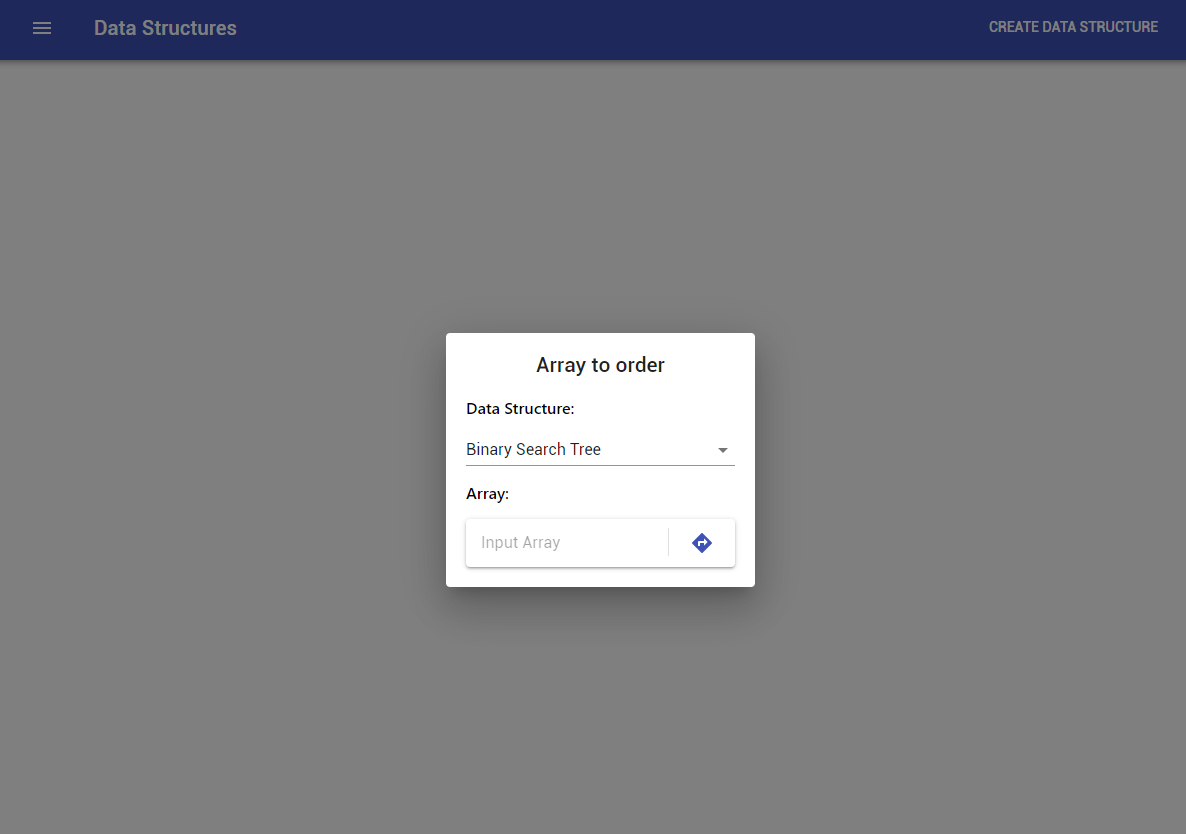 Data Structures
CREATE DATA STRUCTURE
Array to order
Data Structure:
Binary Search Tree
Array:
Input Array